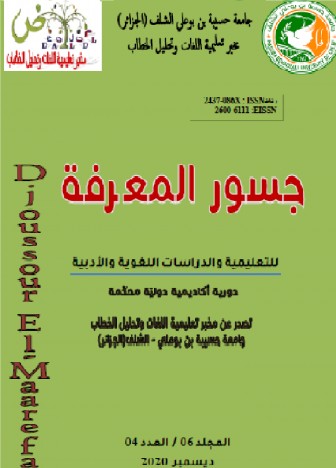 جامعة حسيبة بن بوعلي الشلف (الجزائر)
مخبر تعليمية اللغات وتحليل الخطاب
2437-086X : ISSN
2600-6111 :EISSN
جسور المعرفة
Djoussour El-Maarefa
للتعليمية والدراسات اللغوية والأدبية
دورية أكاديمية دولية محكمة
تصدر عن مخبر تعليمية اللغات وتحليل الخطاب
جامعة حسيبة بن بوعلي - الشلف (الجزائر)
المجلد 06/ العدد 04
ديسمبر 2020